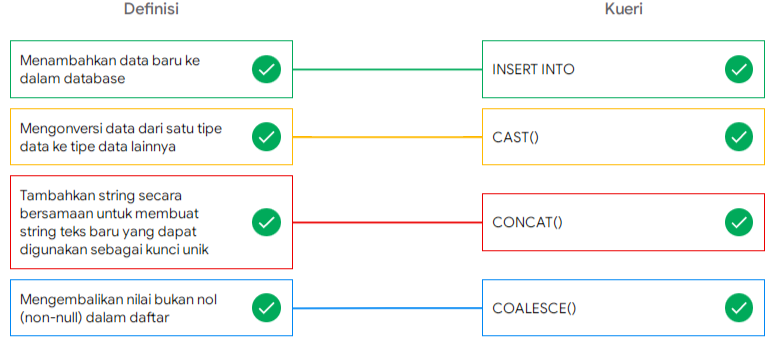 Definisi
Kueri
Menambahkan data baru ke
dalam database
INSERT INTO
Mengonversi data dari satu tipe
data ke tipe data lainnya
CAST()
Tambahkan string secara
bersamaan untuk membuat
string teks baru yang dapat
digunakan sebagai kunci unik
CONCAT()
Mengembalikan nilai bukan nol
(non-null) dalam daftar
COALESCE()